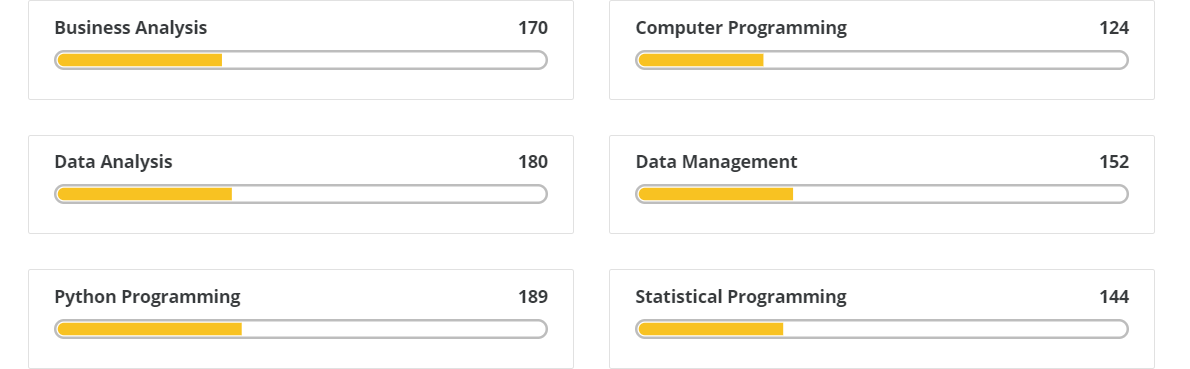 Business Analysis 170
Computer Programming 124
Data Analysis 180
Data Management 152
Python Programming 189
Statistical Programming 144